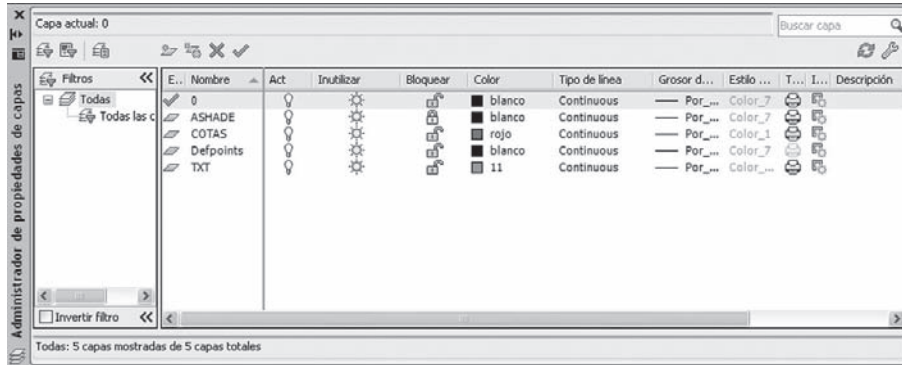 Capa actual: 0
Buscar capa
Filtros
Todas
Todas las c
E.. Nombre Act Inutilizar Bloquear Color Tipo de línea Grosor d... Estilo ... T... I... Descripción
0 blanco Continuous Por_... Color_7
ASHADE blanco Continuous Por_... Color_7
COTAS rojo Continuous Por_... Color_1
Defpoints blanco Continuous Por_... Color_7
TXT 11 Continuous Por_... Color_...
Invertir filtro
Todas: 5 capas mostradas de 5 capas totales
Administrador de propiedades de capas